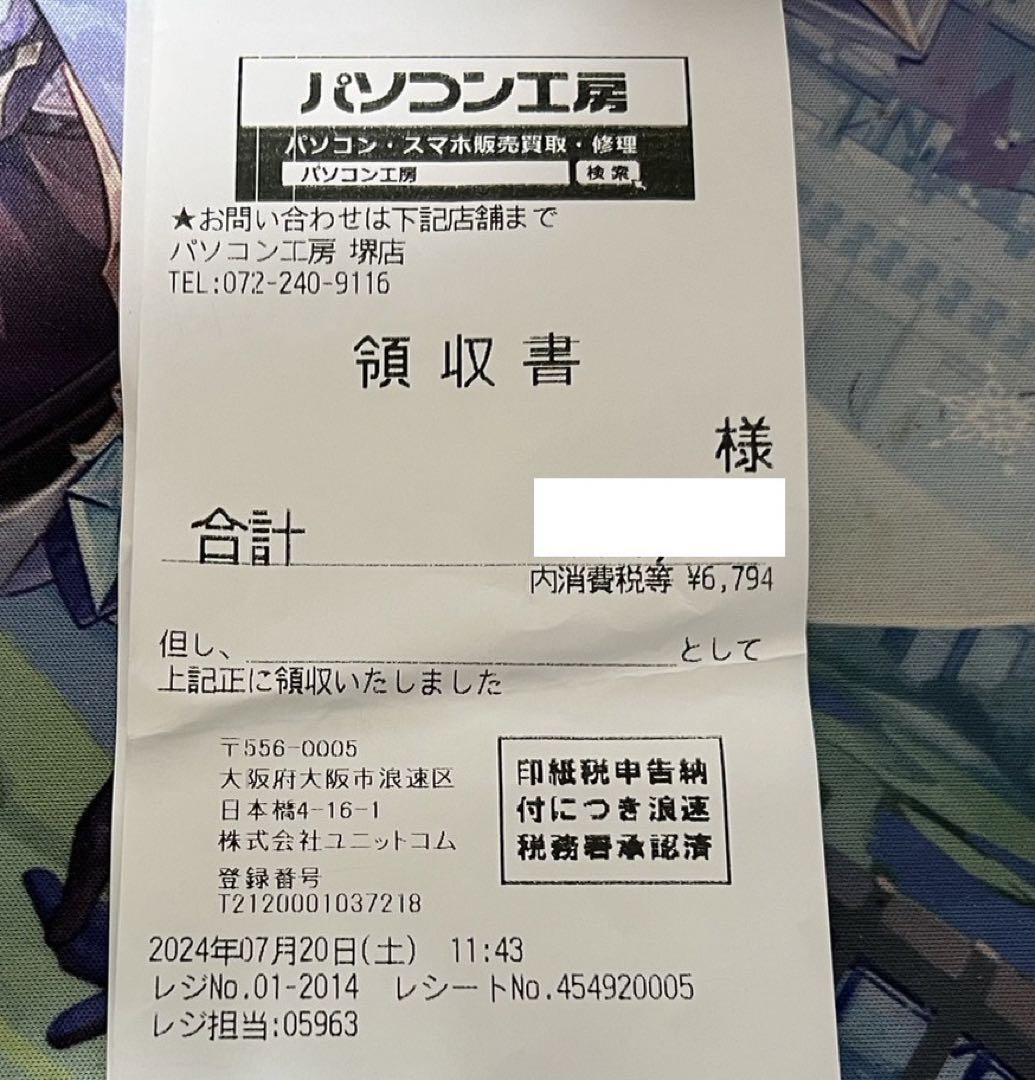 パソコン工房
パソコン・スマホ販売買取・修理
パソコン工房 検索
★お問い合わせは下記店舗まで
パソコン工房 堺店
TEL:072-240-9116
領収書
様
合計
内消費税等 ¥6,794
但し、 として
上記正に領収いたしました
〒556-0005
大阪府大阪市浪速区
日本橋4-16-1
株式会社ユニットコム
登録番号
T2120001037218
印紙税申告納
付につき浪速
税務署承認済
2024年07月20日(土) 11:43
レジNo.01-2014 レシートNo.454920005
レジ担当:05963